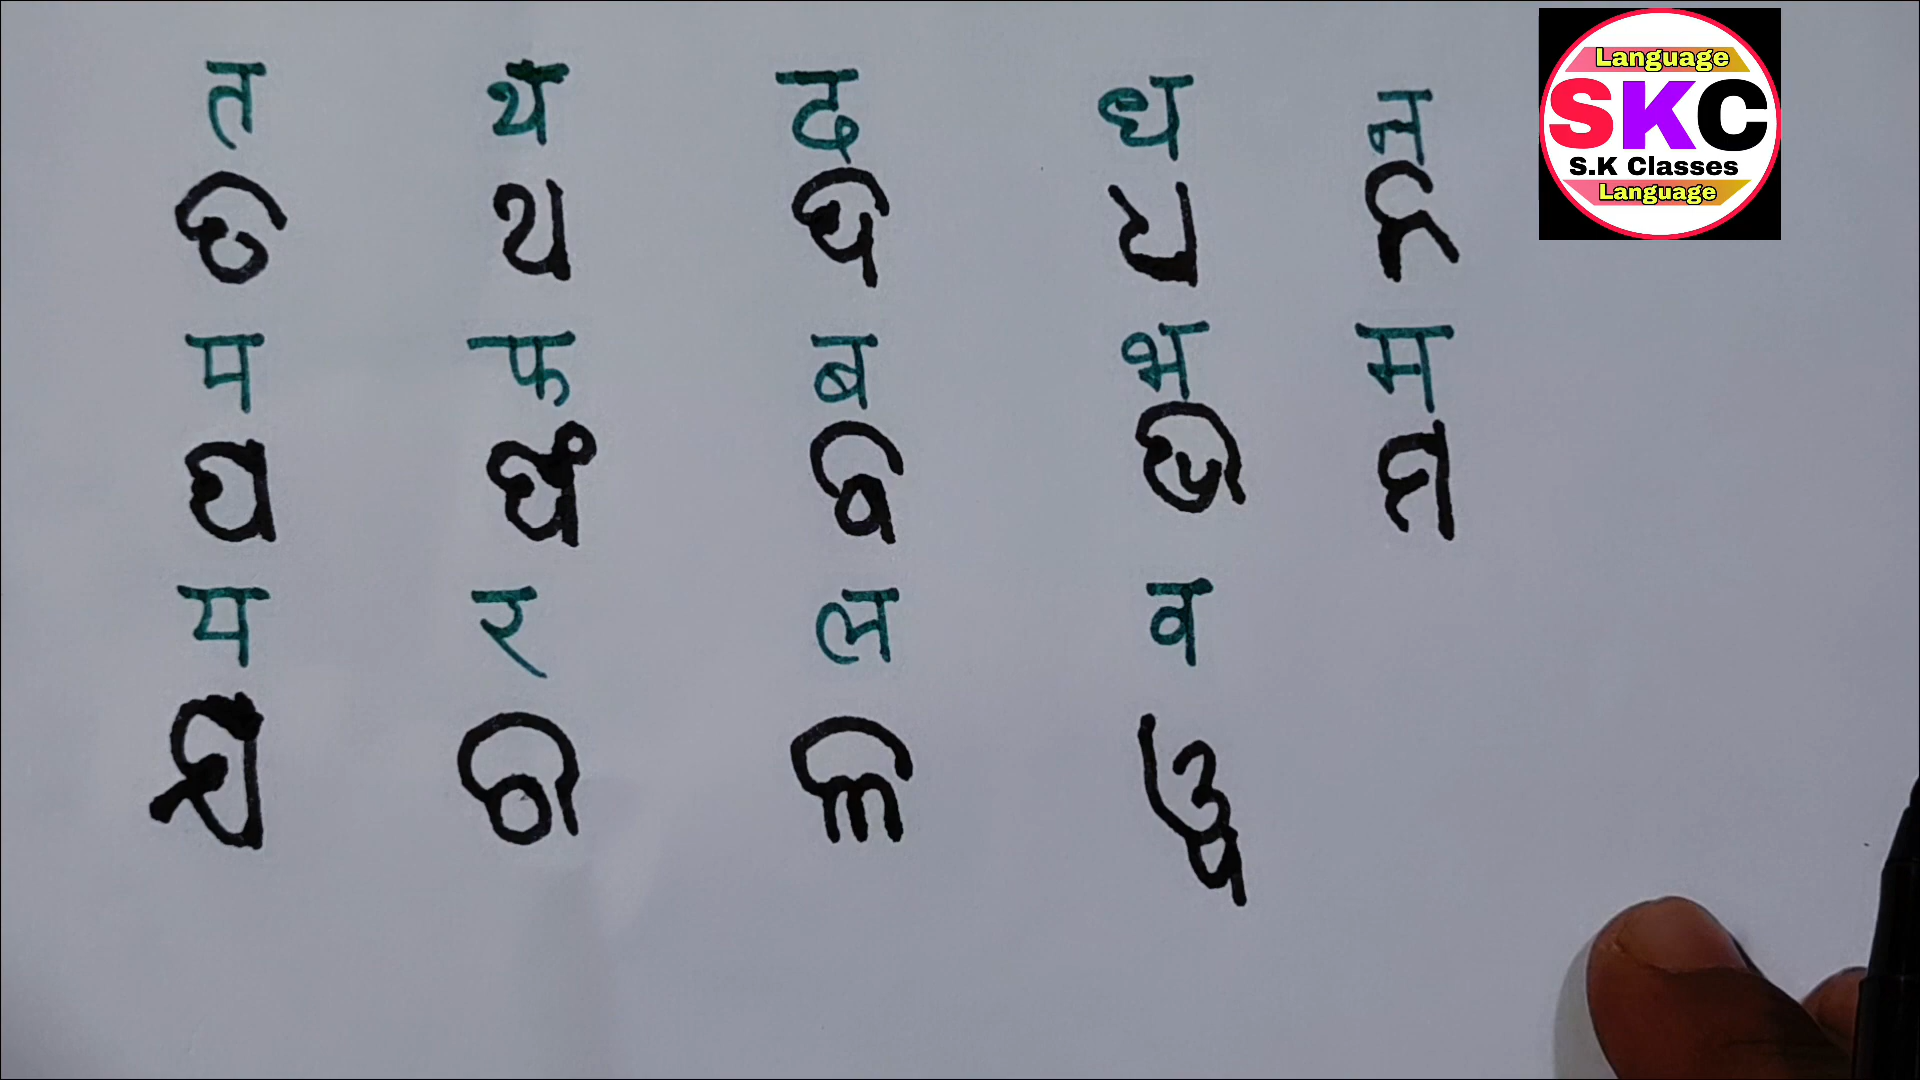 त थ द ध न
ତ ଥ ଦ ଧ ନ
प फ ब भ म
ପ ଫ ବ ଭ ମ
य र ल व
ଯ ର ଳ ୱ
Language
SKC
S.K Classes
Language